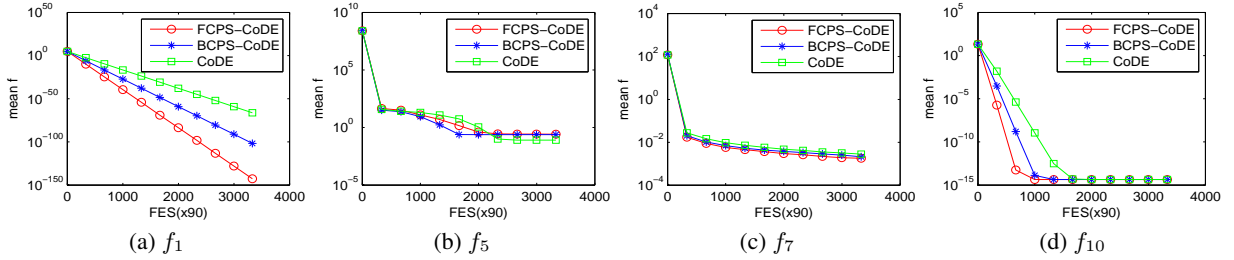 10^50
10^0
10^-50
10^-100
10^-150
mean f
0
1000
2000
3000
4000
FES(x90)
FCPS-CoDE
BCPS-CoDE
CoDE
(a) f_1
10^10
10^5
10^0
10^-5
mean f
0
1000
2000
3000
4000
FES(x90)
FCPS-CoDE
BCPS-CoDE
CoDE
(b) f_5
10^4
10^2
10^0
10^-2
10^-4
mean f
0
1000
2000
3000
4000
FES(x90)
FCPS-CoDE
BCPS-CoDE
CoDE
(c) f_7
10^5
10^0
10^-5
10^-10
10^-15
mean f
0
1000
2000
3000
4000
FES(x90)
FCPS-CoDE
BCPS-CoDE
CoDE
(d) f_10